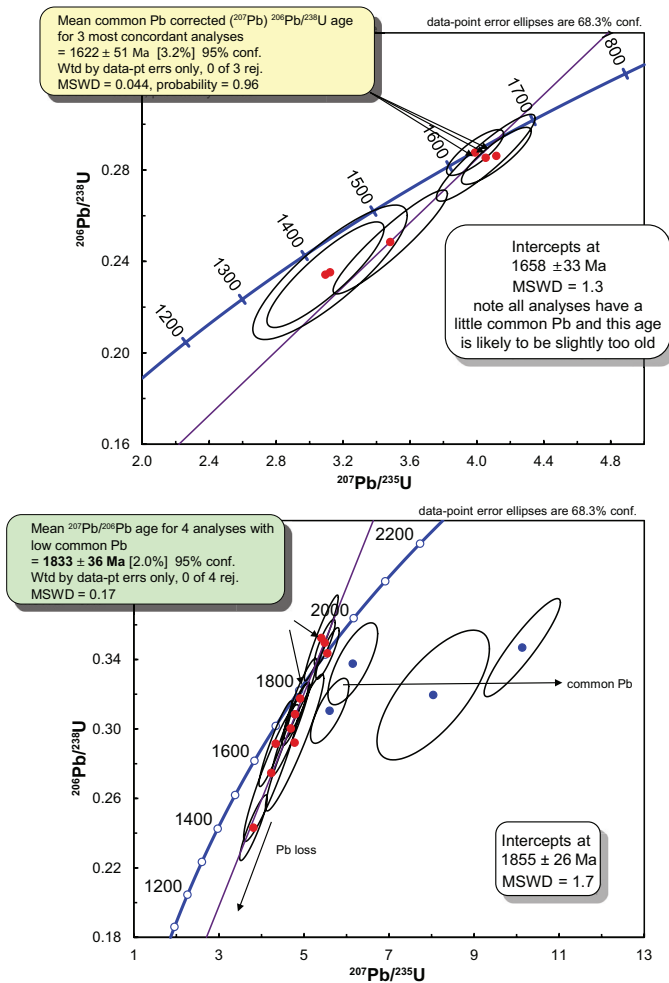 Mean common Pb corrected (²⁰⁷Pb) ²⁰⁶Pb/²³⁸U age
for 3 most concordant analyses
= 1622 ± 51 Ma [3.2%] 95% conf.
Wtd by data-pt errs only, 0 of 3 rej.
MSWD = 0.044, probability = 0.96
data-point error ellipses are 68.3% conf.
1800
1700
1600
1500
1400
1300
1200
0.28
0.24
0.20
0.16
²⁰⁶Pb/²³⁸U
Intercepts at
1658 ±33 Ma
MSWD = 1.3
note all analyses have a
little common Pb and this age
is likely to be slightly too old
2.0 2.4 2.8 3.2 3.6 4.0 4.4 4.8
²⁰⁷Pb/²³⁵U
data-point error ellipses are 68.3% conf.
Mean ²⁰⁷Pb/²⁰⁶Pb age for 4 analyses with
low common Pb
= 1833 ± 36 Ma [2.0%] 95% conf.
Wtd by data-pt errs only, 0 of 4 rej.
MSWD = 0.17
2200
2000
1800
1600
1400
1200
common Pb
Pb loss
0.34
0.30
0.26
0.22
0.18
²⁰⁶Pb/²³⁸U
Intercepts at
1855 ± 26 Ma
MSWD = 1.7
1 3 5 7 9 11 13
²⁰⁷Pb/²³⁵U